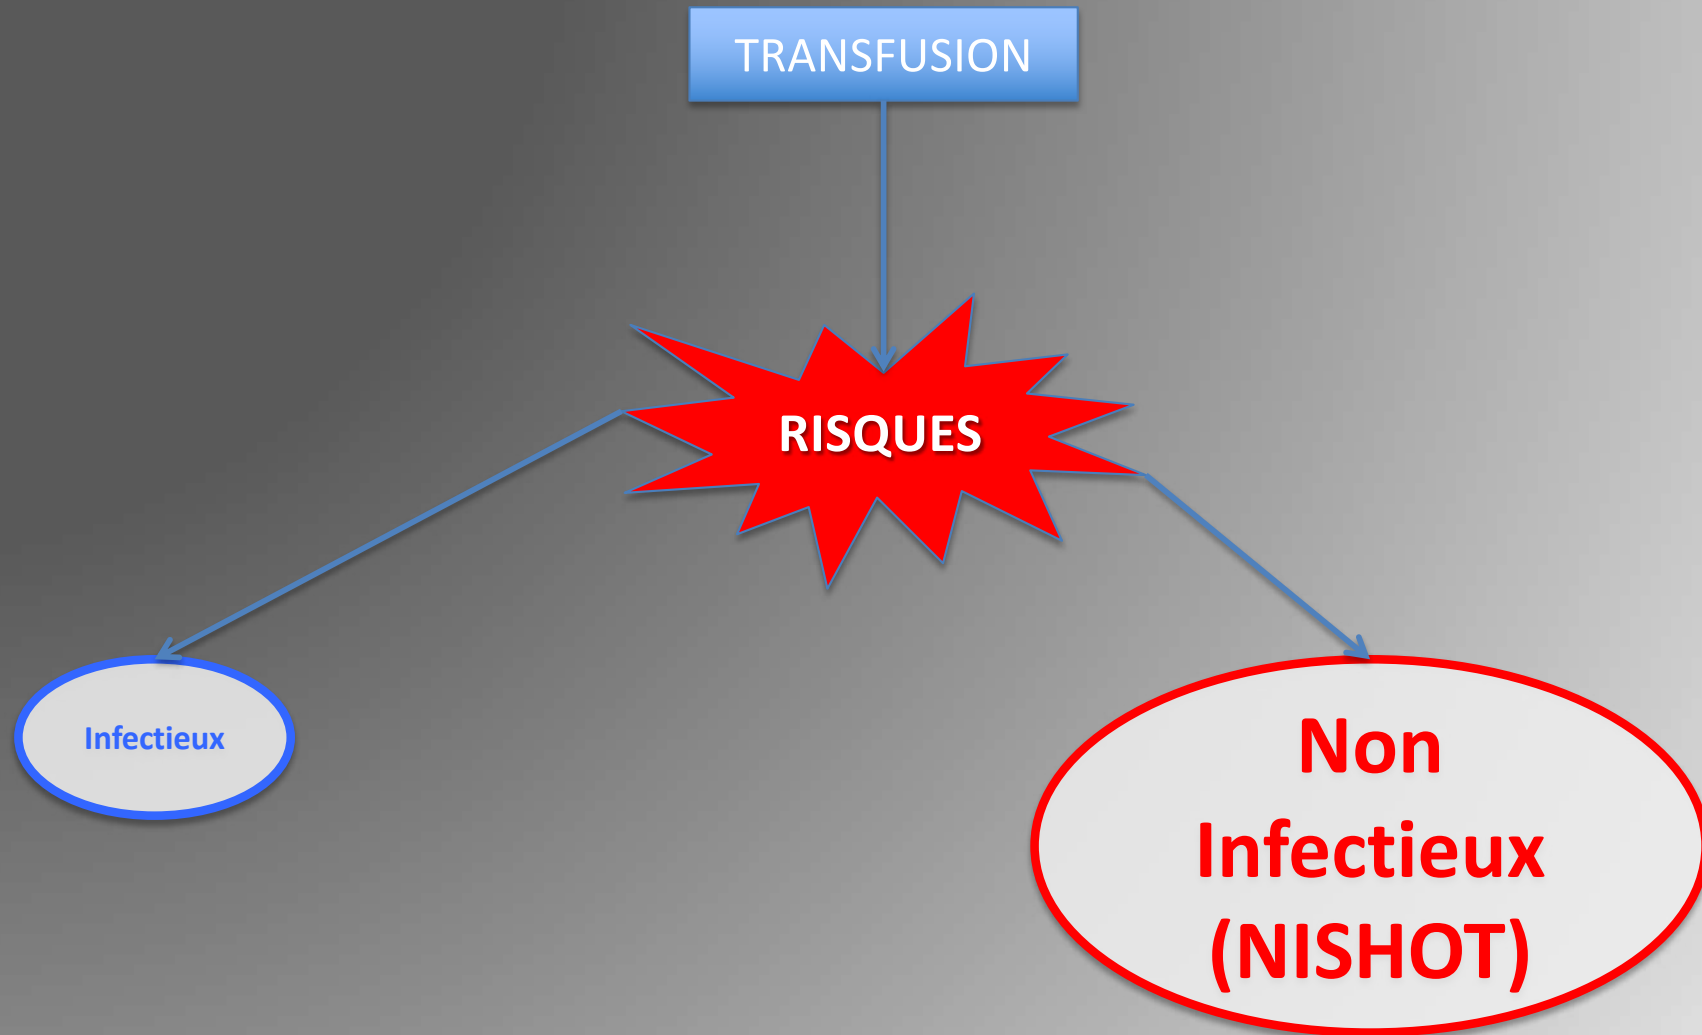 TRANSFUSION
RISQUES
Infectieux
Non
Infectieux
(NISHOT)